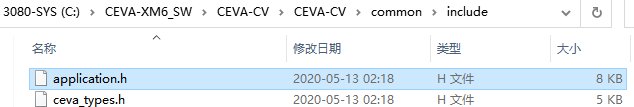 3080-SYS (C:) > CEVA-XM6_SW > CEVA-CV > CEVA-CV > common > include
名称 修改日期 类型 大小
application.h 2020-05-13 02:18 H 文件 8 KB
ceva_types.h 2020-05-13 02:18 H 文件 5 KB